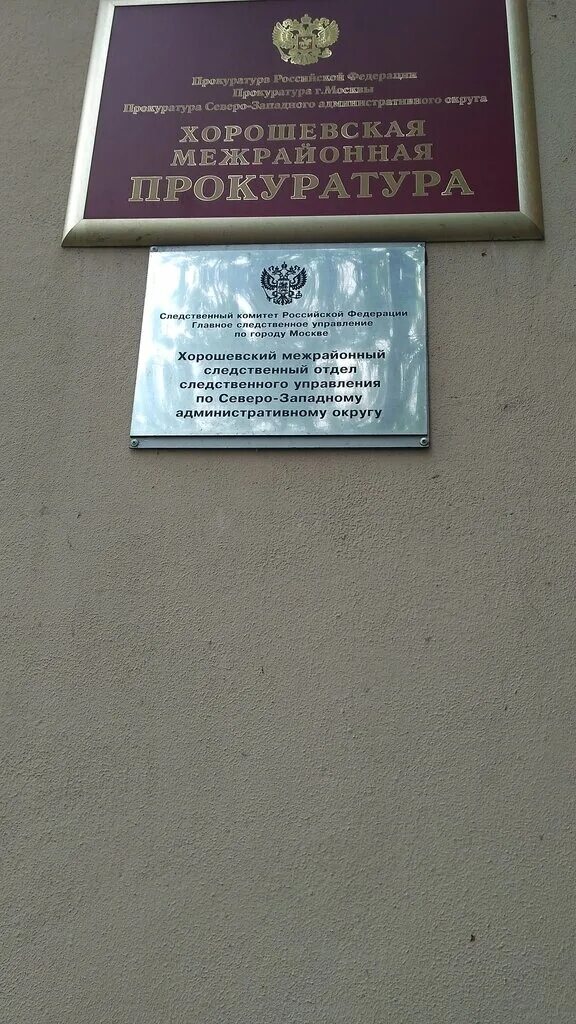 Прокуратура Российской Федерации
Прокуратура г.Москвы
Прокуратура Северо-Западного административного округа
ХОРОШЕВСКАЯ
МЕЖРАЙОННАЯ
ПРОКУРАТУРА
Следственный комитет Российской Федерации
Главное следственное управление
по городу Москве
Хорошевский межрайонный
следственный отдел
следственного управления
по Северо-Западному
административному округу